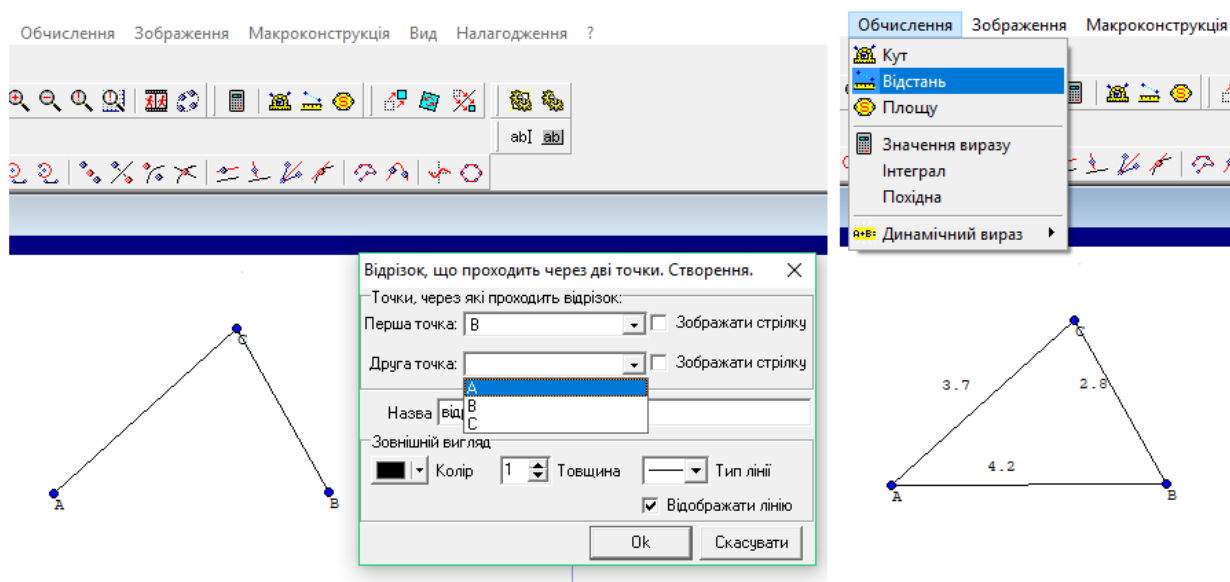 Обчислення Зображення Макроконструкція Вид Налагодження ?
abI ab|
Відрізок, що проходить через дві точки. Створення.
Точки, через які проходить відрізок:
Перша точка: B Зображати стрілку
Друга точка: Зображати стрілку
A
B
C
Назва від
Зовнішній вигляд
Колір 1 Товщина Тип лінії
Відображати лінію
Ok Скасувати
C
A
B
Обчислення Зображення Макроконструкція
Кут
Відстань
Площу
Значення виразу
Інтеграл
Похідна
A+B= Динамічний вираз
C
3.7 2.8
4.2
A B